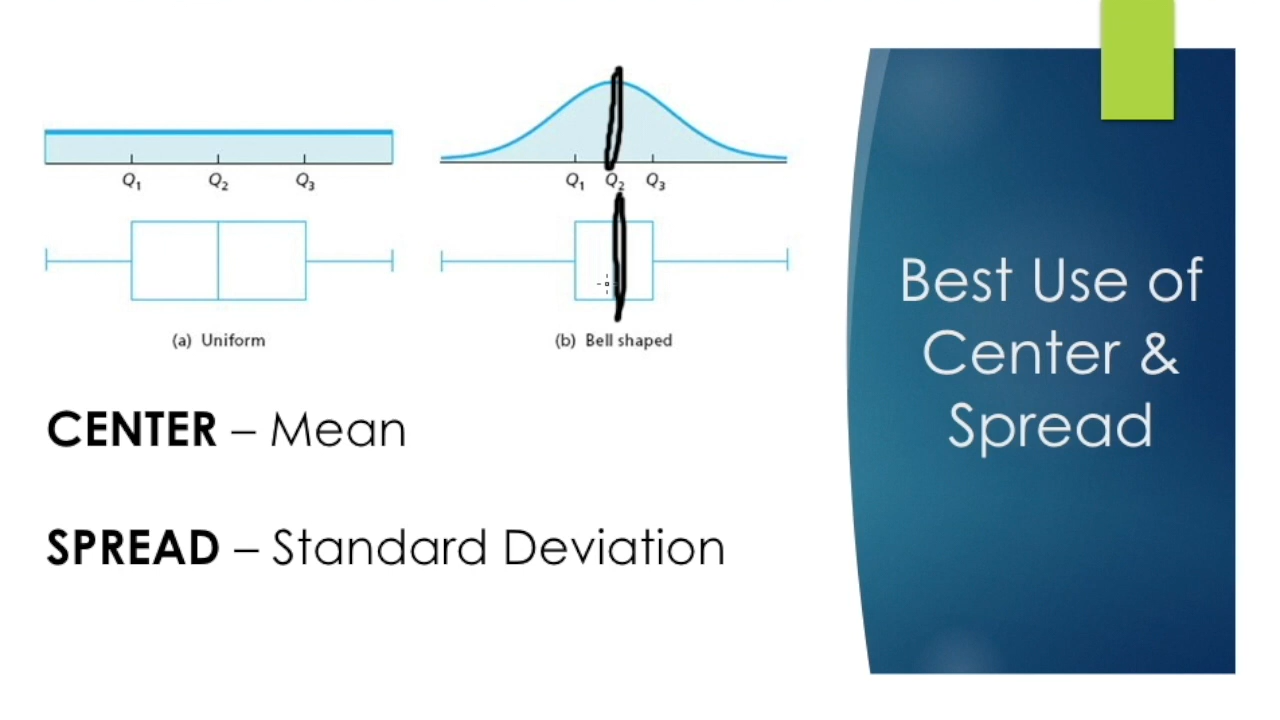 Q1 Q2 Q3
Q1 Q2 Q3
(a) Uniform
(b) Bell shaped
CENTER – Mean
SPREAD – Standard Deviation
Best Use of
Center &
Spread